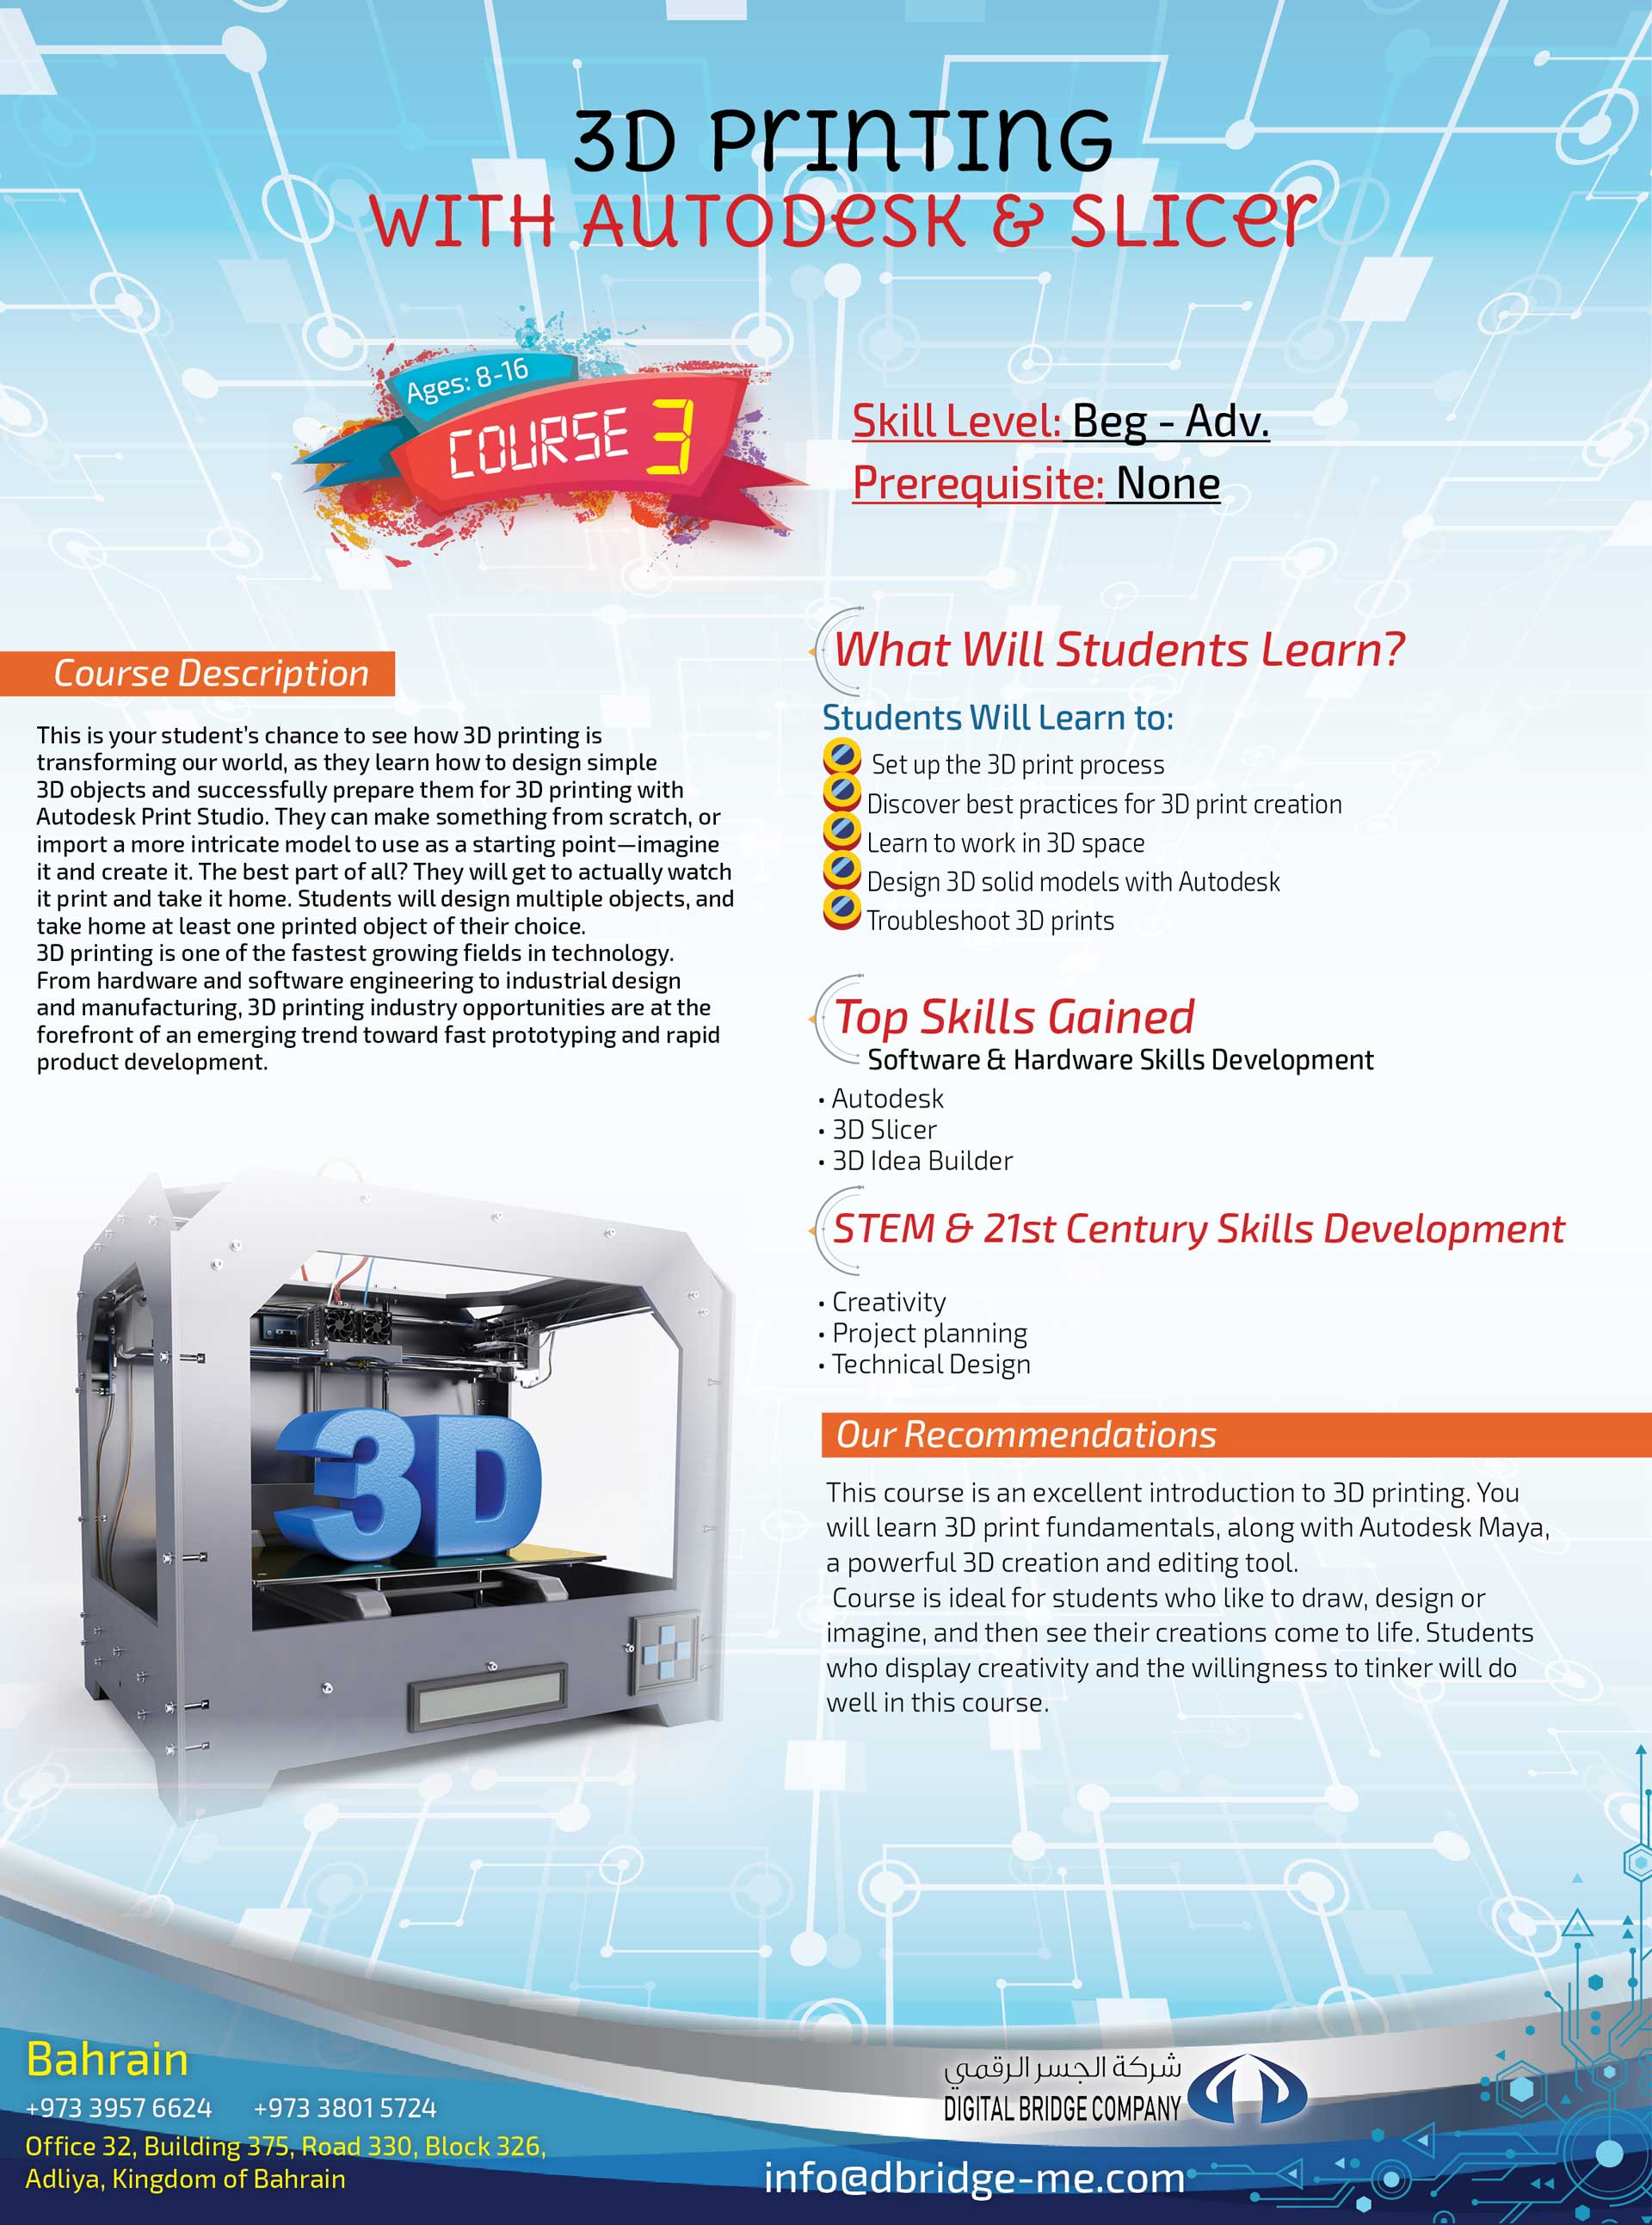 3D Printing
with Autodesk & Slicer
Ages: 8-16
COURSE 3
Skill Level: Beg - Adv.
Prerequisite: None
Course Description
This is your student's chance to see how 3D printing is
transforming our world, as they learn how to design simple
3D objects and successfully prepare them for 3D printing with
Autodesk Print Studio. They can make something from scratch, or
import a more intricate model to use as a starting point—imagine
it and create it. The best part of all? They will get to actually watch
it print and take it home. Students will design multiple objects, and
take home at least one printed object of their choice.
3D printing is one of the fastest growing fields in technology.
From hardware and software engineering to industrial design
and manufacturing, 3D printing industry opportunities are at the
forefront of an emerging trend toward fast prototyping and rapid
product development.
3D
What Will Students Learn?
Students Will Learn to:
Set up the 3D print process
Discover best practices for 3D print creation
Learn to work in 3D space
Design 3D solid models with Autodesk
Troubleshoot 3D prints
Top Skills Gained
Software & Hardware Skills Development
• Autodesk
• 3D Slicer
• 3D Idea Builder
STEM & 21st Century Skills Development
• Creativity
• Project planning
• Technical Design
Our Recommendations
This course is an excellent introduction to 3D printing. You
will learn 3D print fundamentals, along with Autodesk Maya,
a powerful 3D creation and editing tool.
Course is ideal for students who like to draw, design or
imagine, and then see their creations come to life. Students
who display creativity and the willingness to tinker will do
well in this course.
Bahrain
+973 3957 6624 +973 3801 5724
Office 32, Building 375, Road 330, Block 326,
Adliya, Kingdom of Bahrain
شركة الجسر الرقمي
DIGITAL BRIDGE COMPANY
info@dbridge-me.com